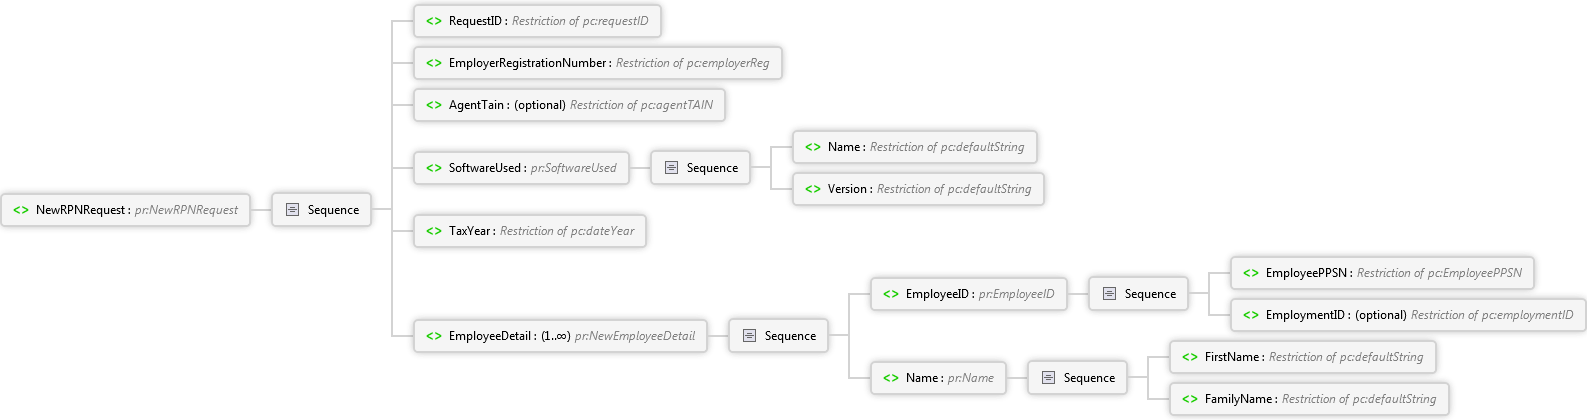 <> RequestID : Restriction of pc:requestID
<> EmployerRegistrationNumber : Restriction of pc:employerReg
<> AgentTain : (optional) Restriction of pc:agentTAIN
<> SoftwareUsed : pr:SoftwareUsed
Sequence
<> Name : Restriction of pc:defaultString
<> Version : Restriction of pc:defaultString
<> NewRPNRequest : pr:NewRPNRequest
Sequence
<> TaxYear : Restriction of pc:dateYear
<> EmployeeDetail : (1..∞) pr:NewEmployeeDetail
Sequence
<> EmployeeID : pr:EmployeeID
Sequence
<> EmployeePPSN : Restriction of pc:EmployeePPSN
<> EmploymentID : (optional) Restriction of pc:employmentID
<> Name : pr:Name
Sequence
<> FirstName : Restriction of pc:defaultString
<> FamilyName : Restriction of pc:defaultString